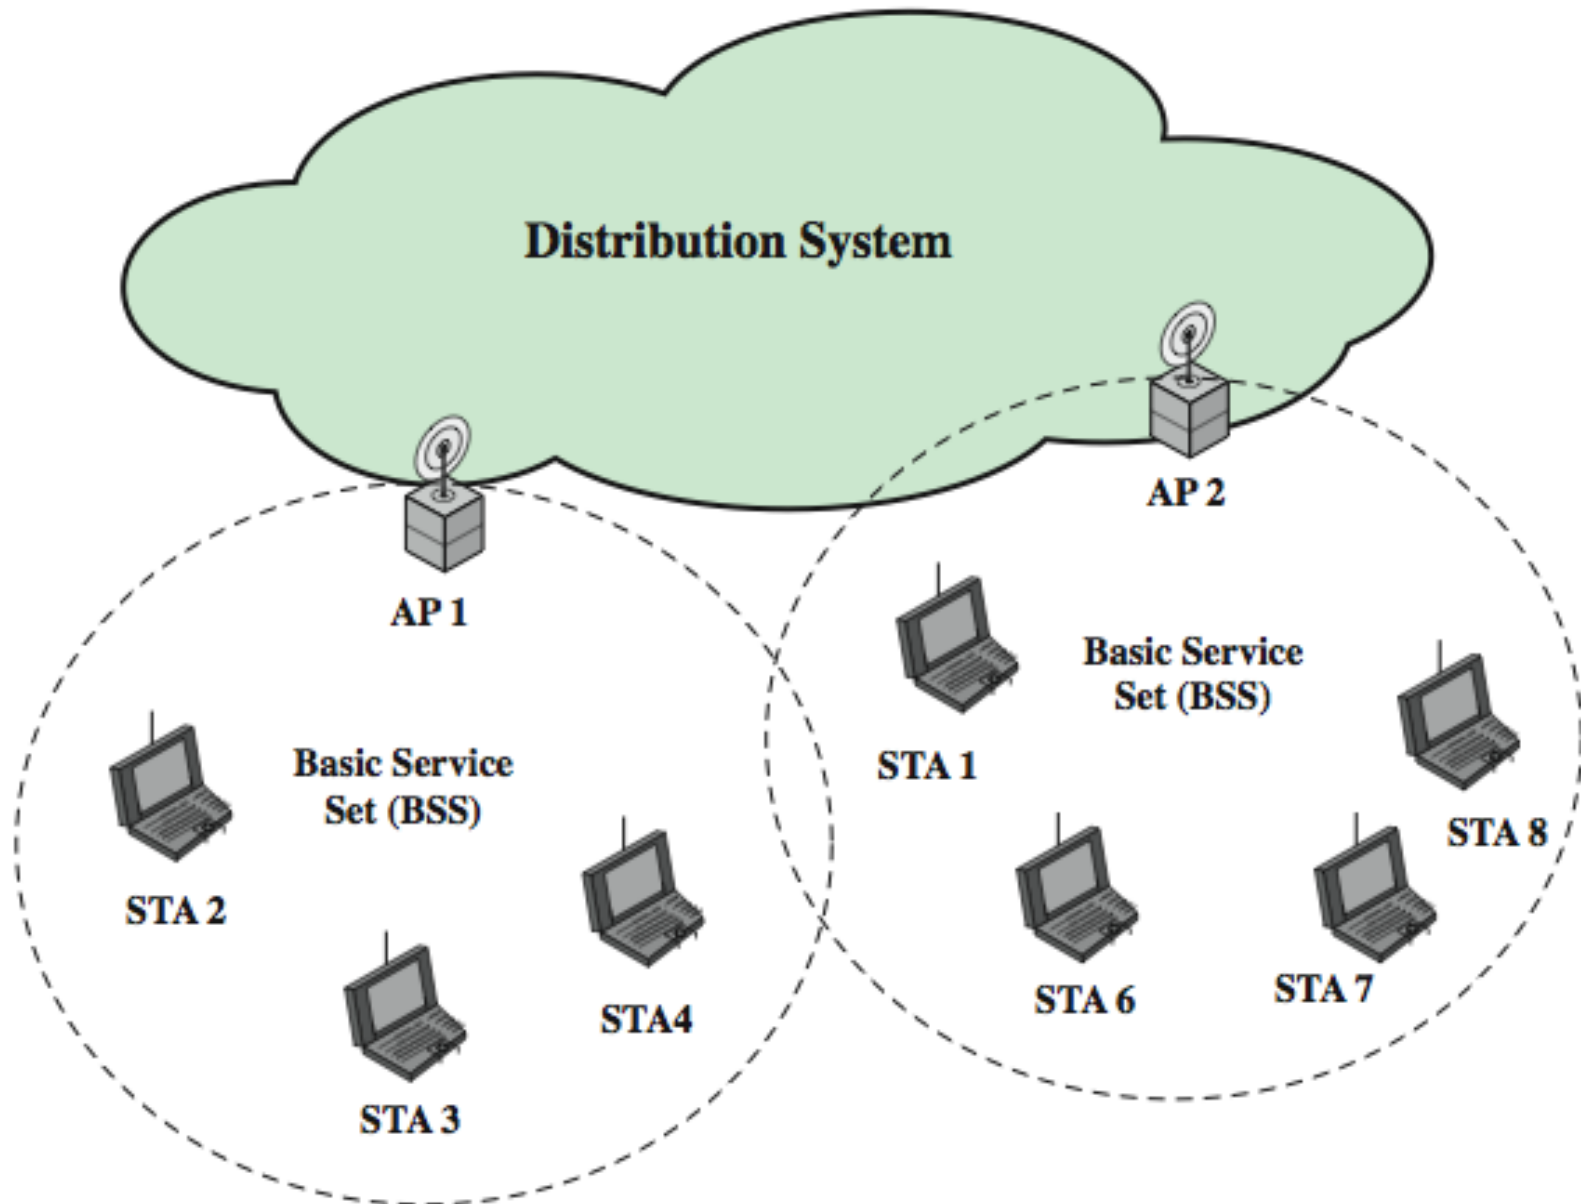 Distribution System
AP 2
AP 1
Basic Service
Set (BSS)
STA 1
Basic Service
Set (BSS)
STA 8
STA 2
STA 6
STA 7
STA4
STA 3